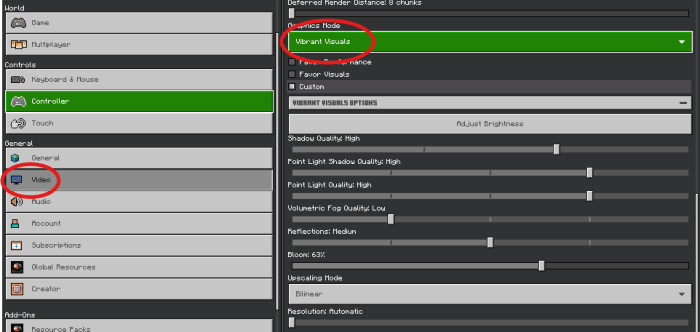 World
Game
Multiplayer
Controls
Keyboard & Mouse
Controller
Touch
General
General
Video
Audio
Account
Subscriptions
Global Resources
Creator
Add-Ons
Resource Packs
Deferred Render Distance: 8 chunks
Graphics Mode
Vibrant Visuals
Favor Performance
Favor Visuals
Custom
VIBRANT VISUALS OPTIONS
Adjust Brightness
Shadow Quality: High
Point Light Shadow Quality: High
Point Light Quality: High
Volumetric Fog Quality: Low
Reflections: Medium
Bloom: 63%
Upscaling Mode
Bilinear
Resolution: Automatic